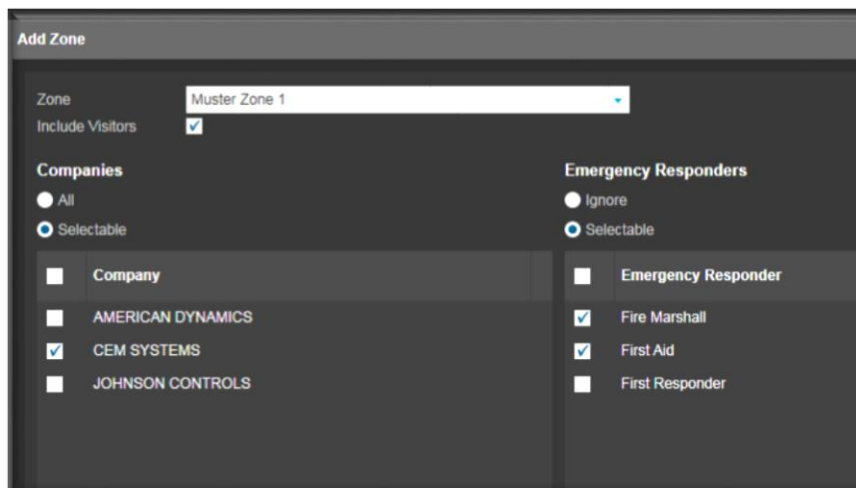 Add Zone
Zone
Muster Zone 1
Include Visitors
Companies
All
Selectable
Company
AMERICAN DYNAMICS
CEM SYSTEMS
JOHNSON CONTROLS
Emergency Responders
Ignore
Selectable
Emergency Responder
Fire Marshall
First Aid
First Responder